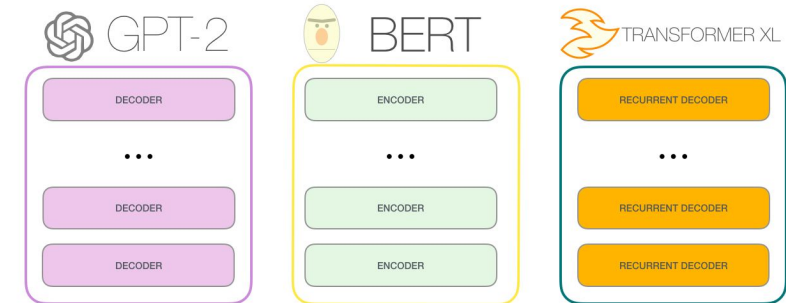 GPT-2
DECODER
...
DECODER
DECODER
BERT
ENCODER
...
ENCODER
ENCODER
TRANSFORMER XL
RECURRENT DECODER
...
RECURRENT DECODER
RECURRENT DECODER